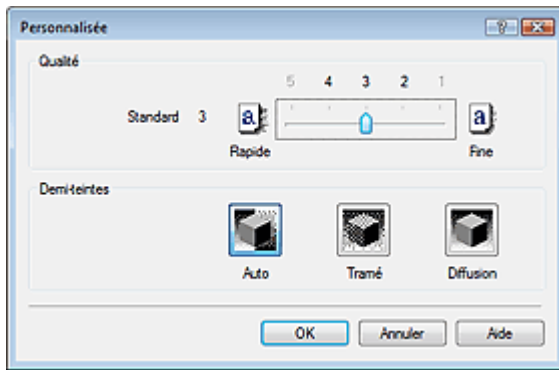 Personnalisée
Qualité
5 4 3 2 1
Standard 3
a a
Rapide Fine
Demi-teintes
Auto Tramé Diffusion
OK Annuler Aide